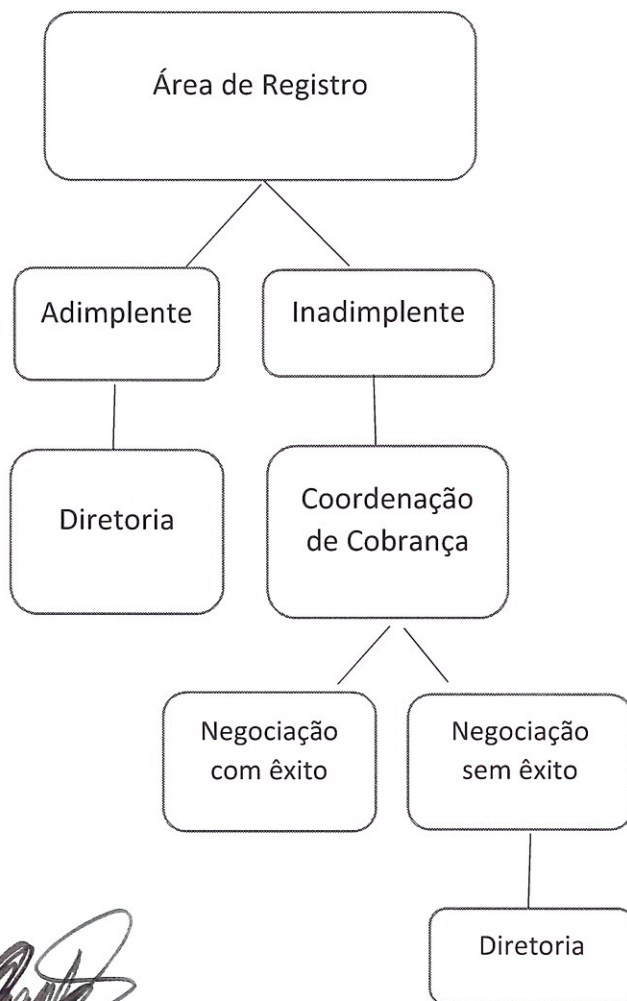 Área de Registro
Adimplente
Inadimplente
Diretoria
Coordenação
de Cobrança
Negociação
com êxito
Negociação
sem êxito
Diretoria